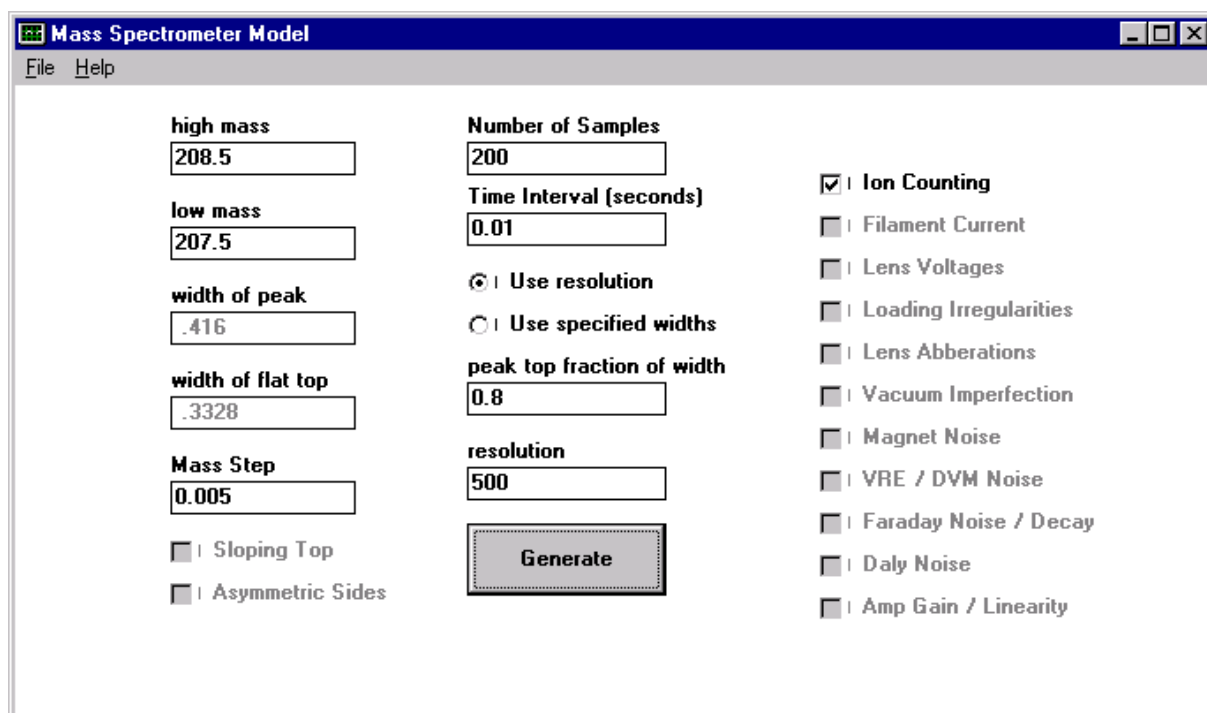 Mass Spectrometer Model
File Help
high mass
208.5
low mass
207.5
width of peak
.416
width of flat top
.3328
Mass Step
0.005
Sloping Top
Asymmetric Sides
Number of Samples
200
Time Interval (seconds)
0.01
Use resolution
Use specified widths
peak top fraction of width
0.8
resolution
500
Generate
Ion Counting
Filament Current
Lens Voltages
Loading Irregularities
Lens Abberations
Vacuum Imperfection
Magnet Noise
VRE / DVM Noise
Faraday Noise / Decay
Daly Noise
Amp Gain / Linearity